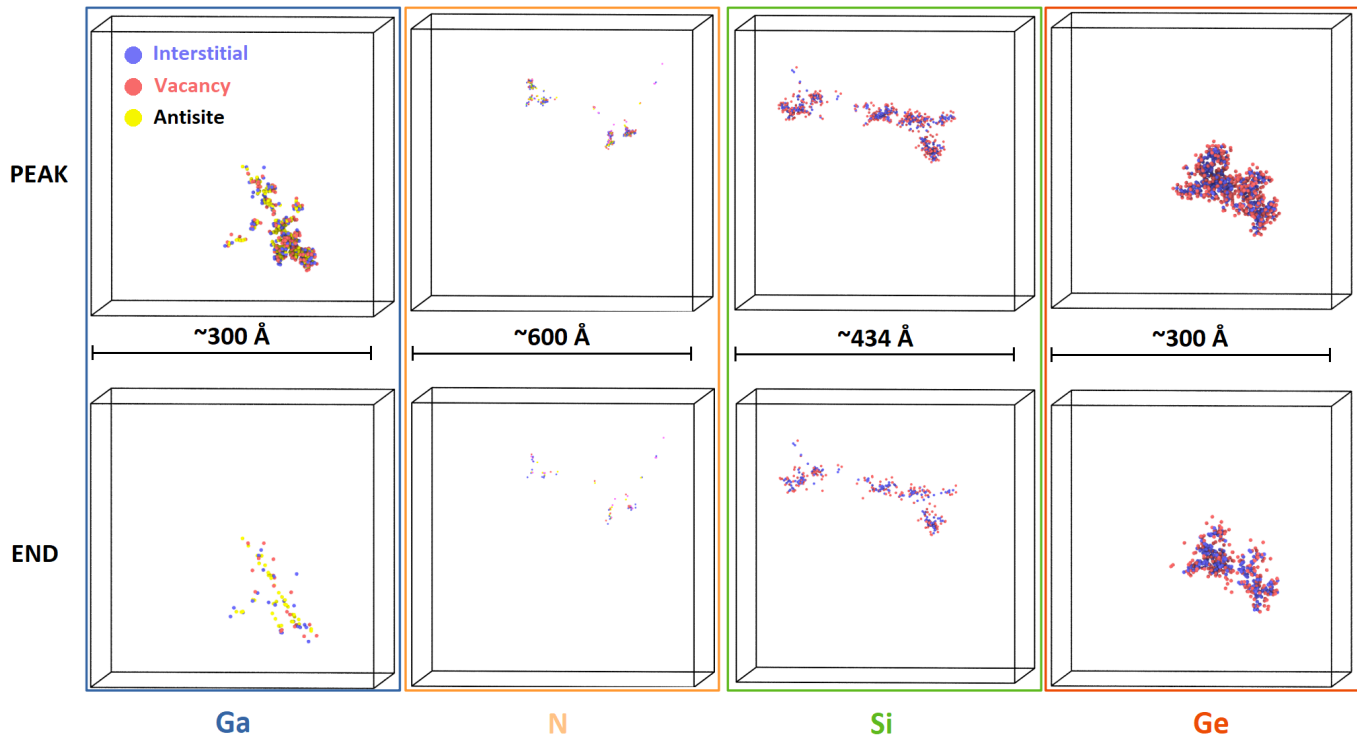 Interstitial
Vacancy
Antisite
PEAK
~300 Å
~600 Å
~434 Å
~300 Å
END
Ga
N
Si
Ge